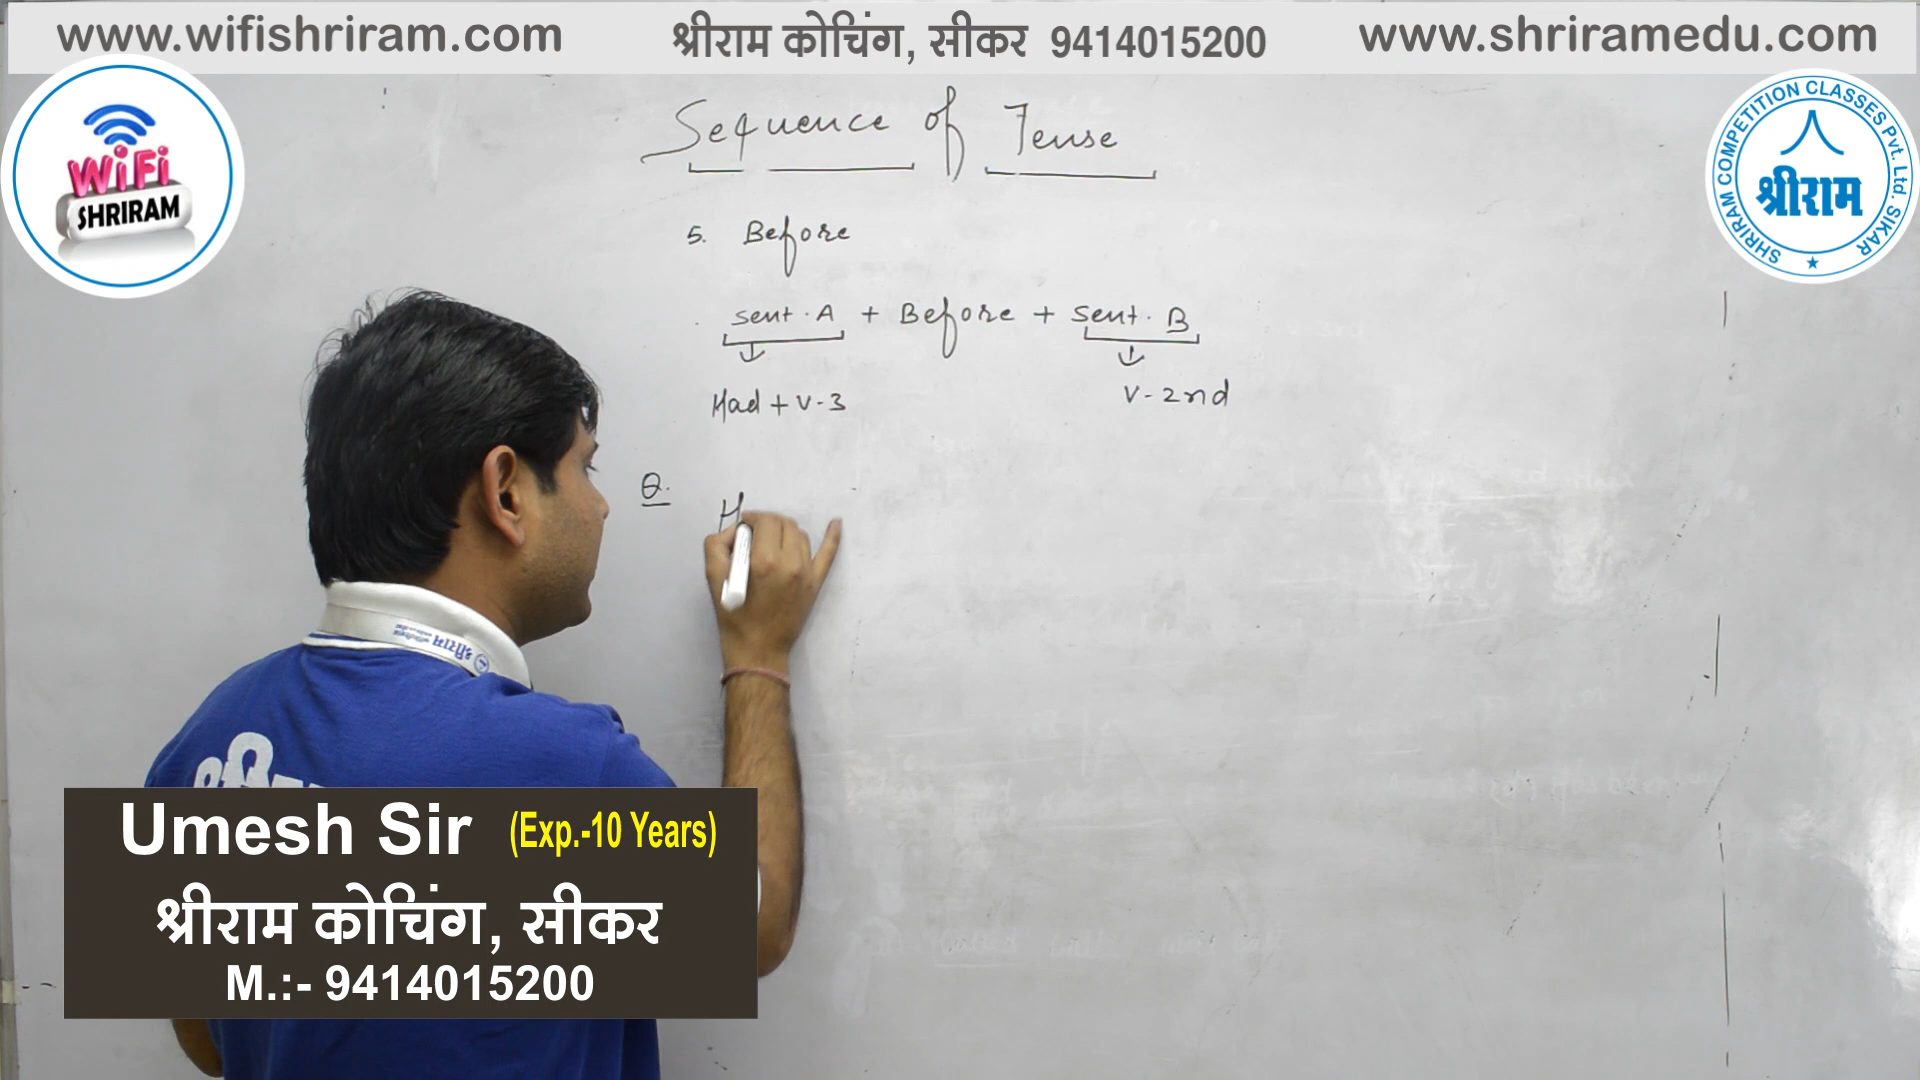 www.wifishriram.com
श्रीराम कोचिंग, सीकर 9414015200
www.shriramedu.com
WiFi
SHRIRAM
SHRIRAM COMPETITION CLASSES Pvt. Ltd. SIKAR
श्रीराम
Sequence of Tense
5. Before
Sent. A + Before + Sent. B
Had + V-3
V-2nd
Q. H
श्रीराम
Umesh Sir (Exp.-10 Years)
श्रीराम कोचिंग, सीकर
M.:- 9414015200